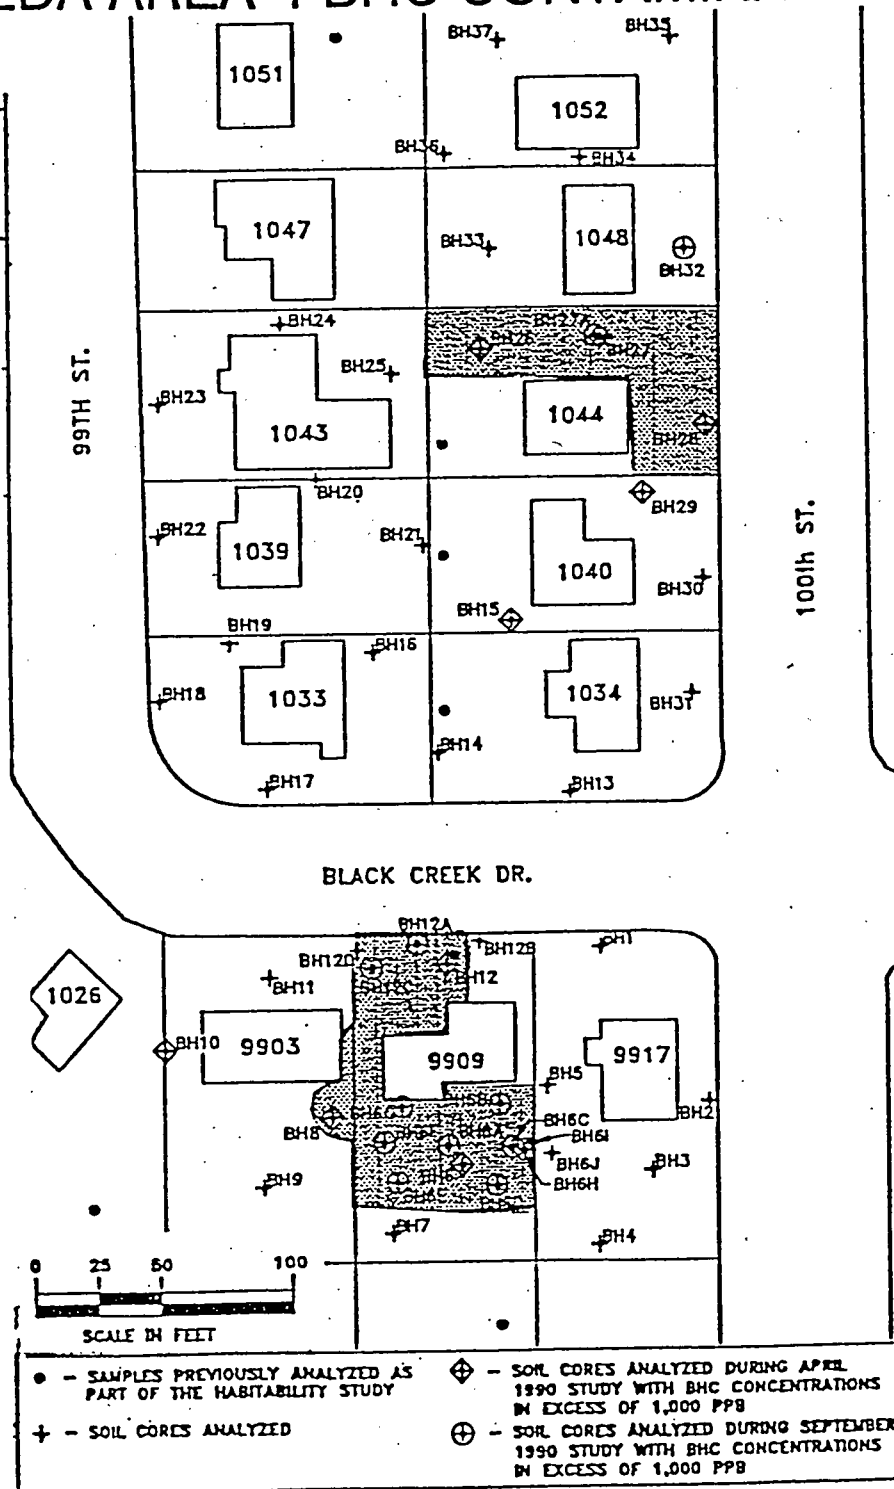 BH37
BH35
1051
1052
BH36
BH34
1047
BH33
1048
BH32
BH24
BH26
BH27A
BH27
BH25
BH23
99TH ST.
1043
1044
BH28
BH20
BH29
BH22
BH21
1039
1040
100th ST.
BH30
BH15
BH19
BH16
BH18
1033
1034
BH31
BH14
BH17
BH13
BLACK CREEK DR.
BH12A
BH12D
BH12B
BH1
BH11
BH12
1026
BH10
9903
9909
9917
BH5
BH2
BH6C
BH8
BH6I
BH6J
BH3
BH9
BH6H
BH7
BH4
0 25 50 100
SCALE IN FEET
- SAMPLES PREVIOUSLY ANALYZED AS
PART OF THE HABITABILITY STUDY
- SOIL CORES ANALYZED
- SOIL CORES ANALYZED DURING APRIL
1990 STUDY WITH BHC CONCENTRATIONS
IN EXCESS OF 1,000 PPB
- SOIL CORES ANALYZED DURING SEPTEMBER
1990 STUDY WITH BHC CONCENTRATIONS
IN EXCESS OF 1,000 PPB